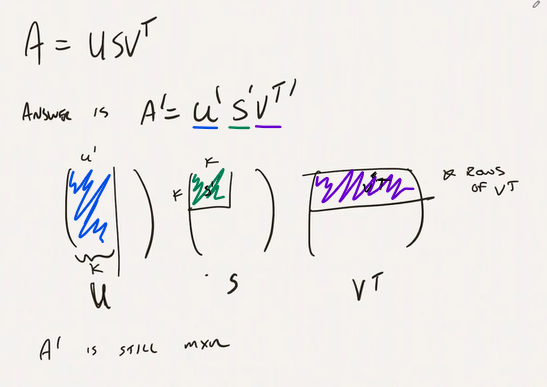 A = USV^T
ANSWER IS A' = U' S' V^T'
U'
K
K
S'
V^T'
K ROWS OF V^T
K
U
S
V^T
A' IS STILL mxn